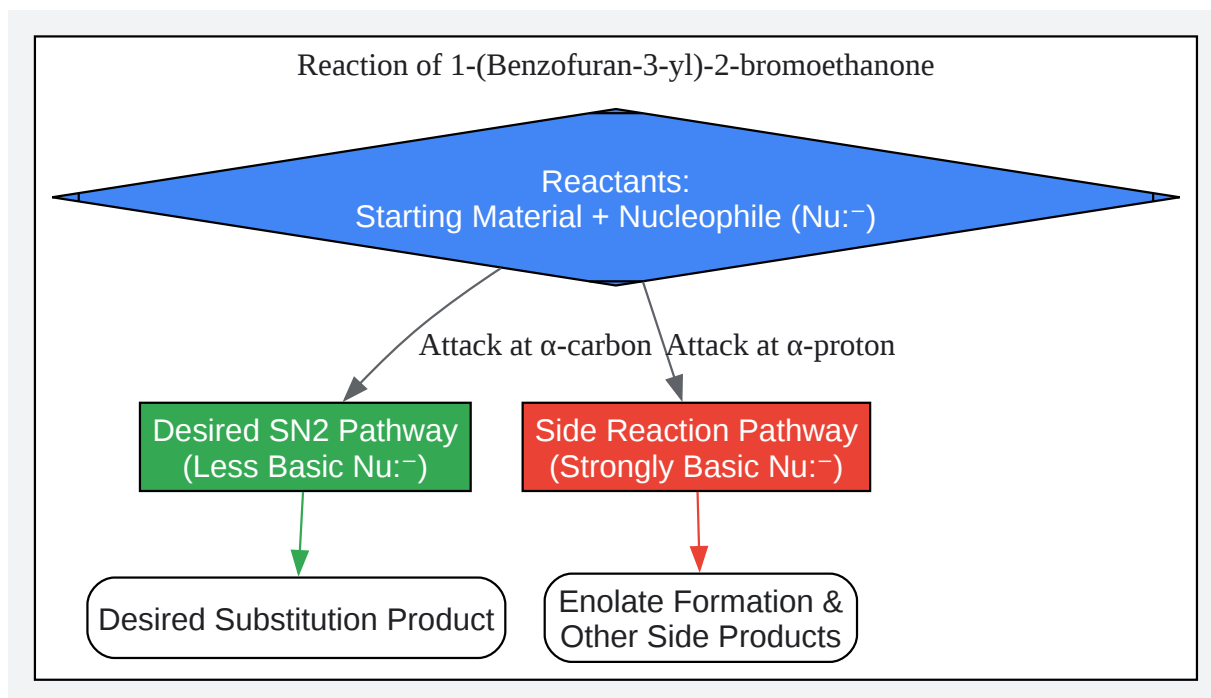 Reaction of 1-(Benzofuran-3-yl)-2-bromoethanone
Reactants:
Starting Material + Nucleophile (Nu:⁻)
Attack at α-carbon
Attack at α-proton
Desired SN2 Pathway
(Less Basic Nu:⁻)
Side Reaction Pathway
(Strongly Basic Nu:⁻)
Desired Substitution Product
Enolate Formation &
Other Side Products